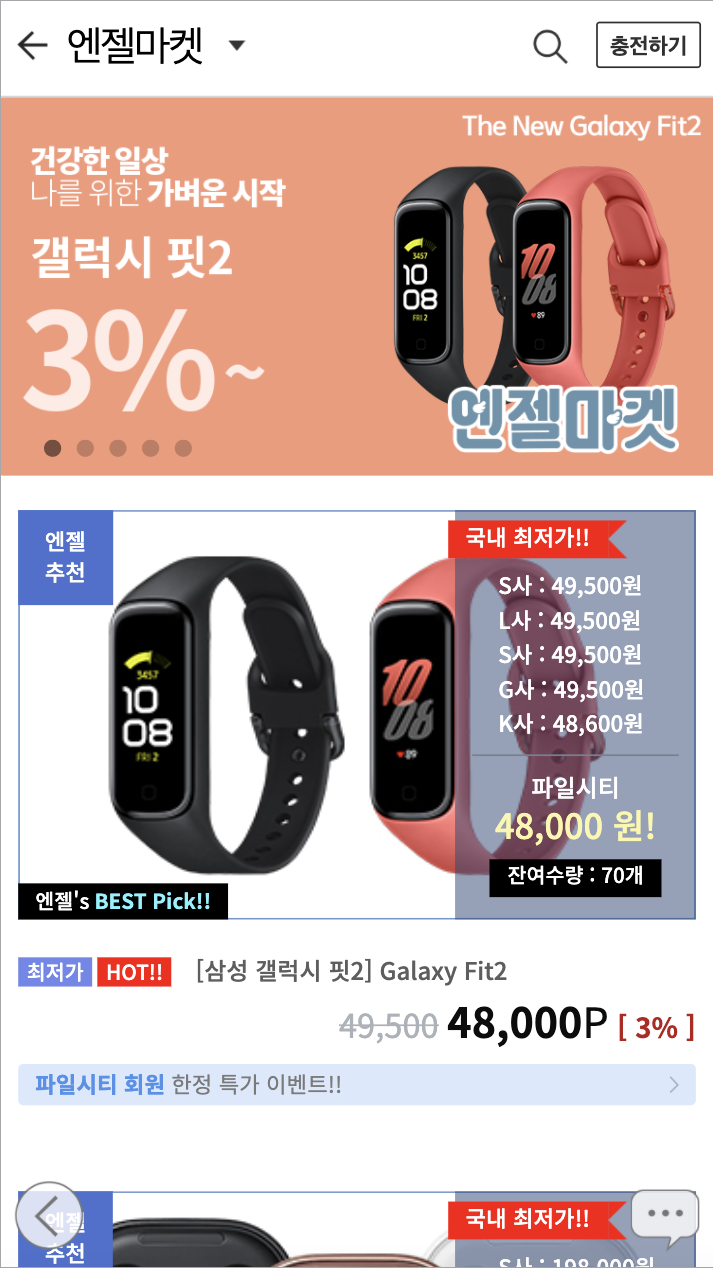 엔젤마켓
충전하기
The New Galaxy Fit2
건강한 일상
나를 위한 가벼운 시작
갤럭시 핏2
3%~
3457
10
08
FRI 2
10
08
89
엔젤마켓
엔젤
추천
국내 최저가!!
S사 : 49,500원
L사 : 49,500원
S사 : 49,500원
G사 : 49,500원
K사 : 48,600원
파일시티
48,000 원!
잔여수량 : 70개
3457
10
08
FRI 2
10
08
89
엔젤's BEST Pick!!
최저가 HOT!! [삼성 갤럭시 핏2] Galaxy Fit2
49,500 48,000P [ 3% ]
파일시티 회원 한정 특가 이벤트!!
엔젤
추천
국내 최저가!!
S사 : 198,000원